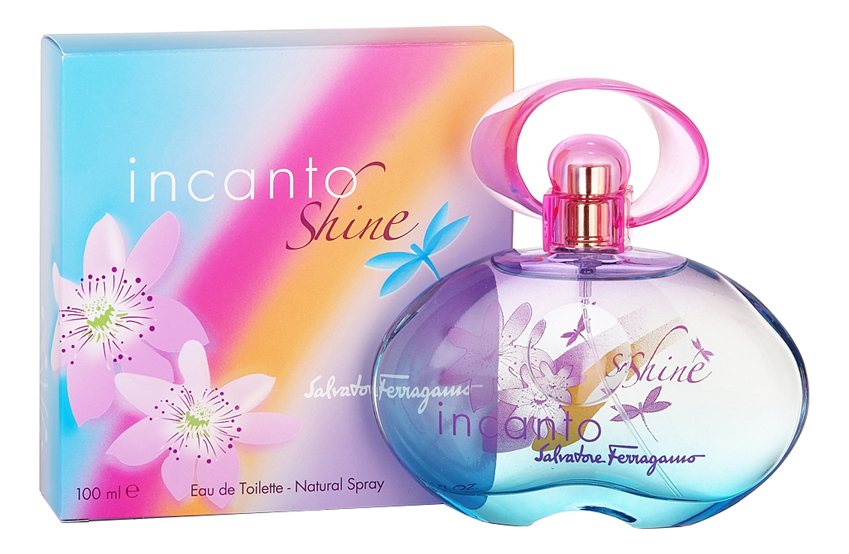 incanto
Shine
Salvatore Ferragamo
100 ml e
Eau de Toilette - Natural Spray
Shine
incanto
Salvatore Ferragamo